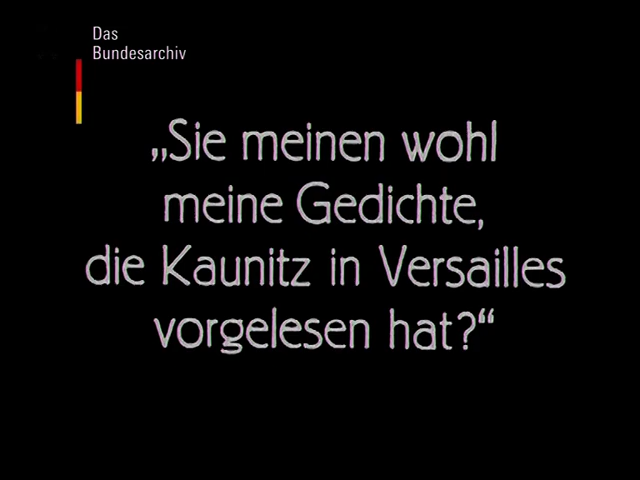 Das
Bundesarchiv
„Sie meinen wohl
meine Gedichte,
die Kaunitz in Versailles
vorgelesen hat?“